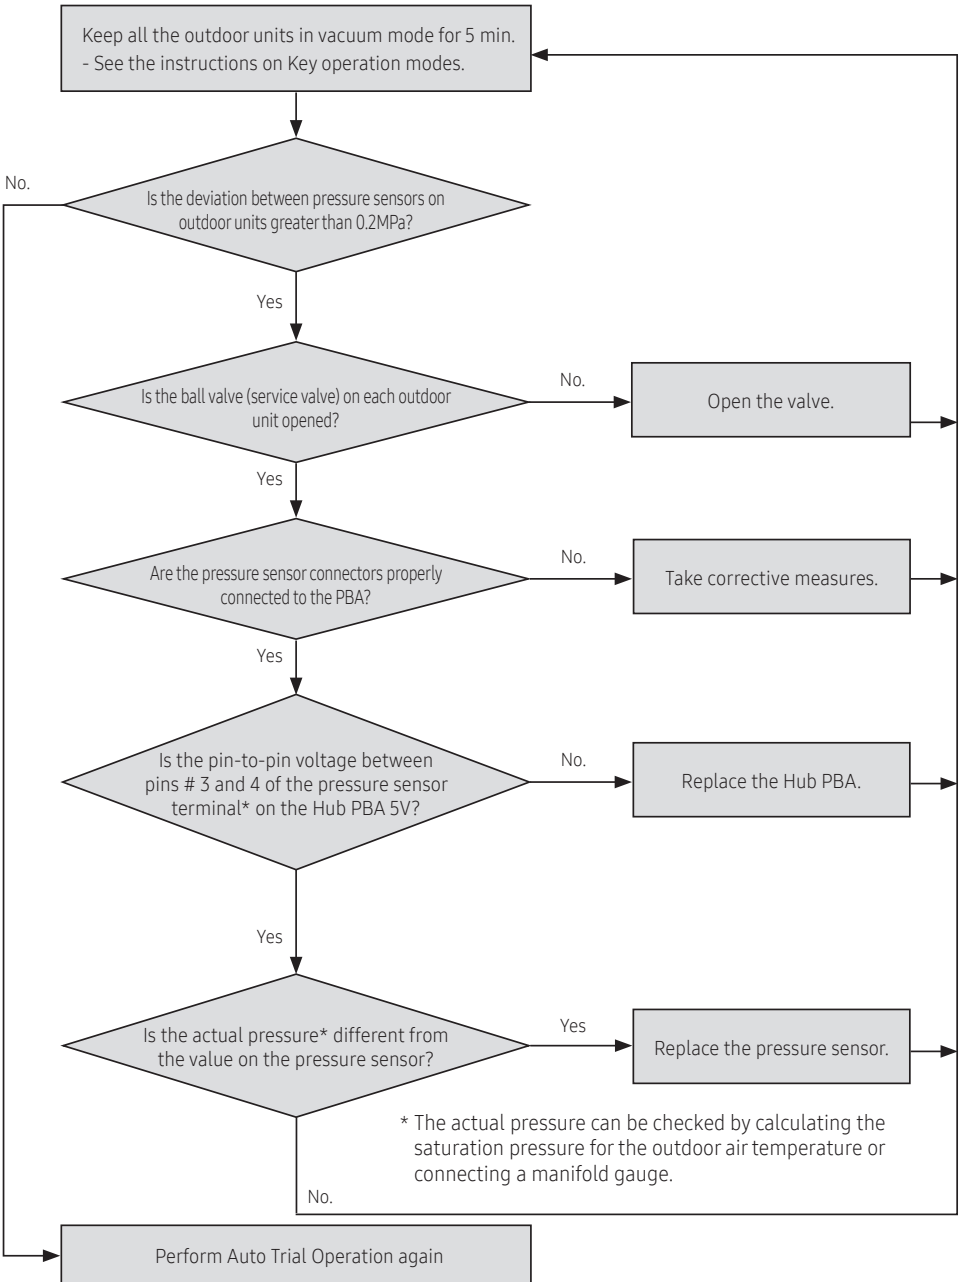 Keep all the outdoor units in vacuum mode for 5 min.
- See the instructions on Key operation modes.
No.
Is the deviation between pressure sensors on
outdoor units greater than 0.2MPa?
Yes
Is the ball valve (service valve) on each outdoor
unit opened?
No.
Open the valve.
Yes
Are the pressure sensor connectors properly
connected to the PBA?
No.
Take corrective measures.
Yes
Is the pin-to-pin voltage between
pins # 3 and 4 of the pressure sensor
terminal* on the Hub PBA 5V?
No.
Replace the Hub PBA.
Yes
Is the actual pressure* different from
the value on the pressure sensor?
Yes
Replace the pressure sensor.
* The actual pressure can be checked by calculating the
saturation pressure for the outdoor air temperature or
connecting a manifold gauge.
No.
Perform Auto Trial Operation again